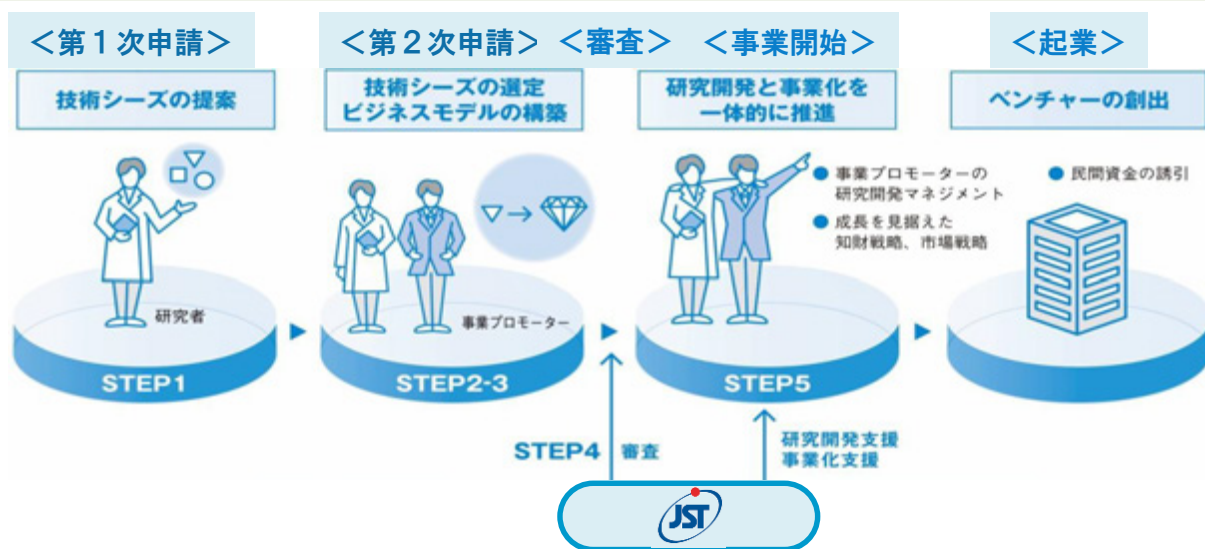 ＜第１次申請＞
＜第２次申請＞
＜審査＞
＜事業開始＞
＜起業＞
技術シーズの提案
技術シーズの選定
ビジネスモデルの構築
研究開発と事業化を
一体的に推進
ベンチャーの創出
研究者
STEP1
事業プロモーター
STEP2-3
● 事業プロモーターの
研究開発マネジメント
● 成長を見据えた
知財戦略、市場戦略
STEP5
● 民間資金の誘引
STEP4 審査
研究開発支援
事業化支援
JST